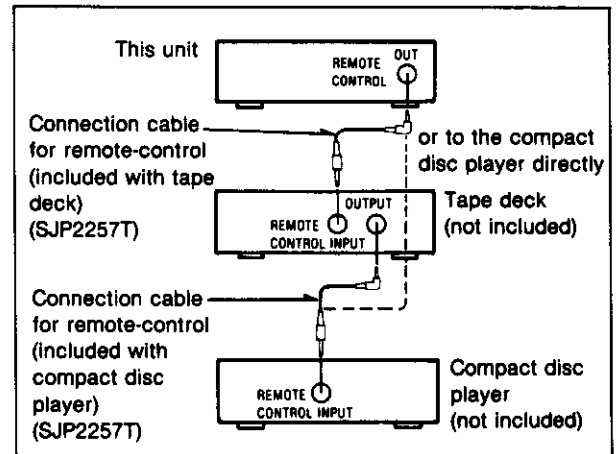 This unit
REMOTE OUT
CONTROL
Connection cable
for remote-control
(included with tape
deck)
(SJP2257T)
or to the compact
disc player directly
OUTPUT
REMOTE
CONTROL INPUT
Tape deck
(not included)
Connection cable
for remote-control
(included with
compact disc
player)
(SJP2257T)
REMOTE
CONTROL INPUT
Compact disc
player
(not included)